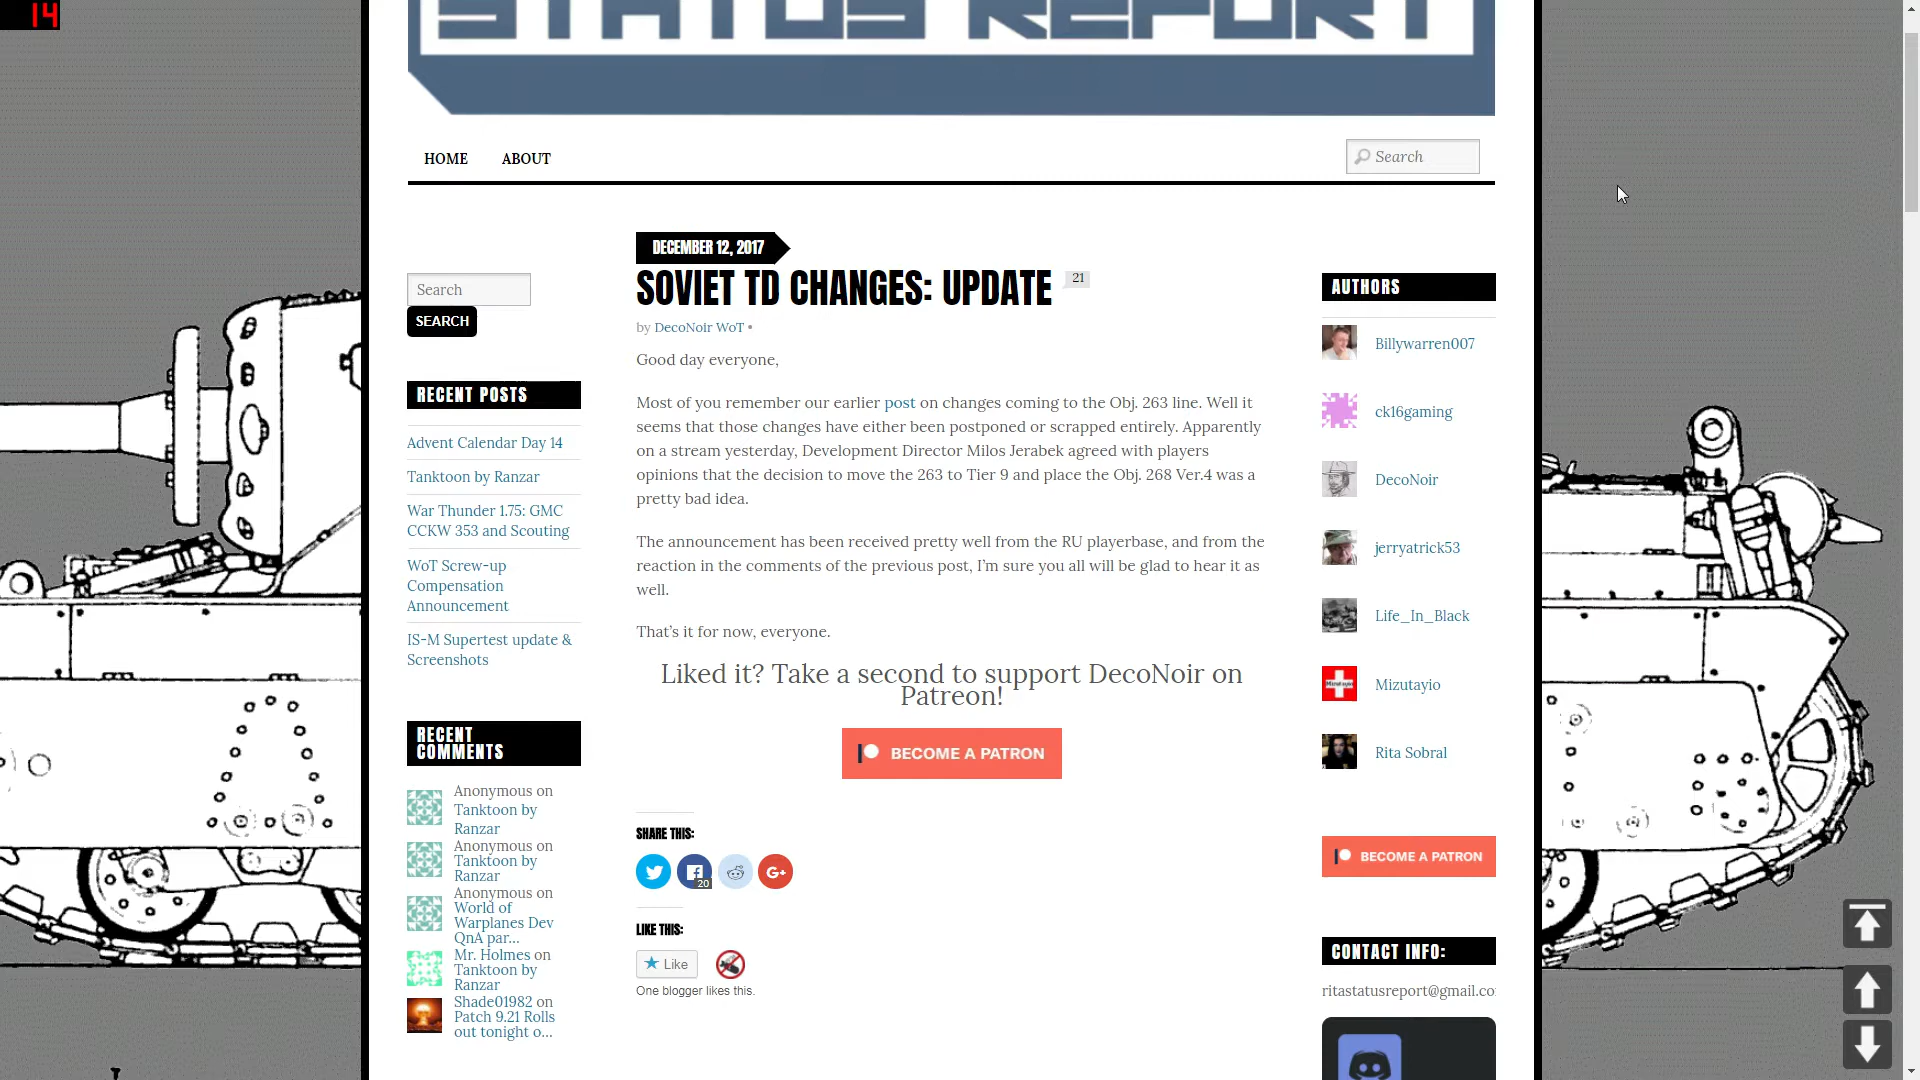 14
STATUS REPORT
HOME
ABOUT
Search
Search
SEARCH
RECENT POSTS
Advent Calendar Day 14
Tanktoon by Ranzar
War Thunder 1.75: GMC
CCKW 353 and Scouting
WoT Screw-up
Compensation
Announcement
IS-M Supertest update &
Screenshots
RECENT
COMMENTS
Anonymous on
Tanktoon by
Ranzar
Anonymous on
Tanktoon by
Ranzar
Anonymous on
World of
Warplanes Dev
QnA par...
Mr. Holmes on
Tanktoon by
Ranzar
Shade01982 on
Patch 9.21 Rolls
out tonight o...
DECEMBER 12, 2017
SOVIET TD CHANGES: UPDATE
21
by DecoNoir WoT •
Good day everyone,
Most of you remember our earlier post on changes coming to the Obj. 263 line. Well it
seems that those changes have either been postponed or scrapped entirely. Apparently
on a stream yesterday, Development Director Milos Jerabek agreed with players
opinions that the decision to move the 263 to Tier 9 and place the Obj. 268 Ver.4 was a
pretty bad idea.
The announcement has been received pretty well from the RU playerbase, and from the
reaction in the comments of the previous post, I'm sure you all will be glad to hear it as
well.
That's it for now, everyone.
Liked it? Take a second to support DecoNoir on
Patreon!
BECOME A PATRON
SHARE THIS:
20
G+
LIKE THIS:
Like
One blogger likes this.
AUTHORS
Billywarren007
ck16gaming
DecoNoir
jerryatrick53
Life_In_Black
Mizutayio
Mizutayio
Rita Sobral
BECOME A PATRON
CONTACT INFO:
ritastatusreport@gmail.co